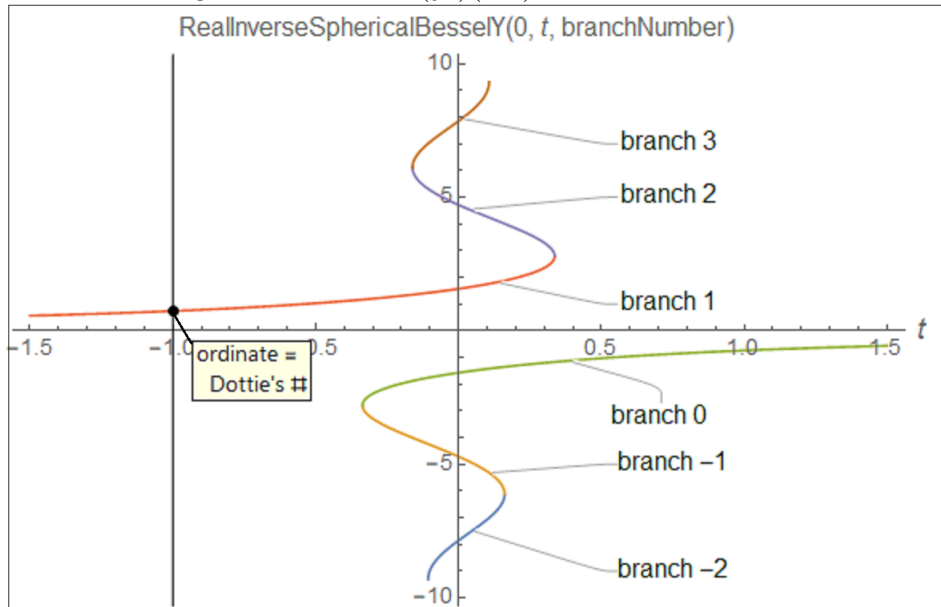 RealInverseSphericalBesselY(0, t, branchNumber)
10
branch 3
5
branch 2
branch 1
−1.5
−1.0
0.5
0.5
1.0
1.5
t
ordinate =
Dottie's #
branch 0
−5
branch −1
branch −2
−10